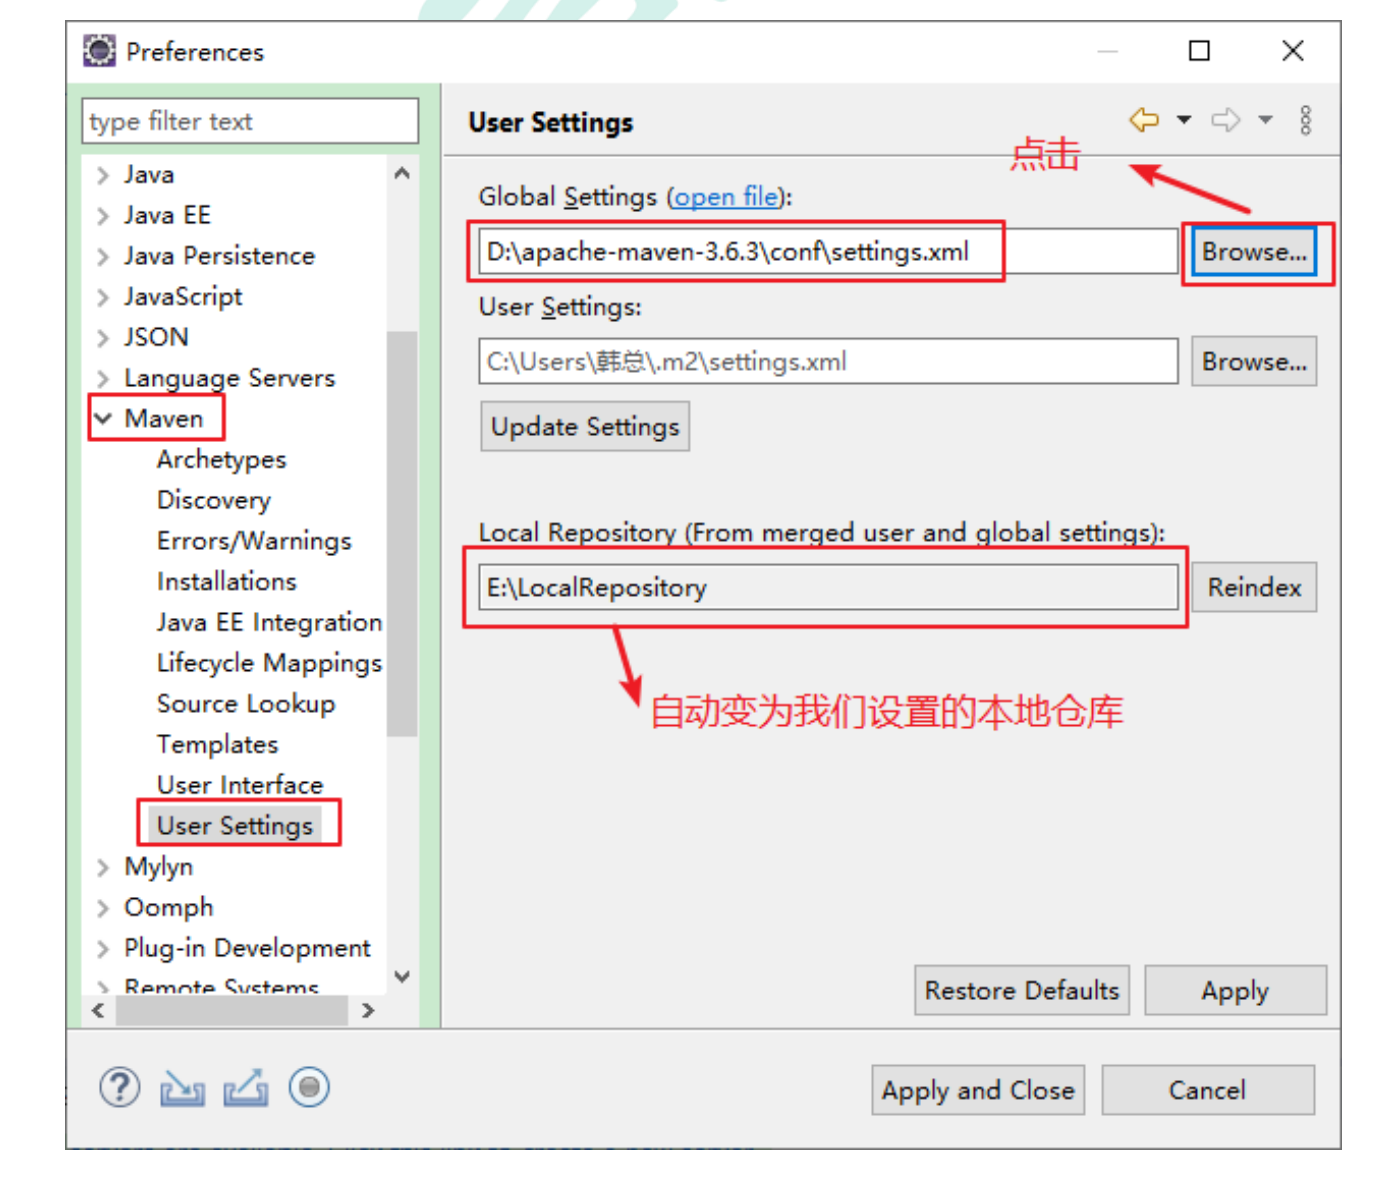 Preferences
type filter text
Java
Java EE
Java Persistence
JavaScript
JSON
Language Servers
Maven
Archetypes
Discovery
Errors/Warnings
Installations
Java EE Integration
Lifecycle Mappings
Source Lookup
Templates
User Interface
User Settings
Mylyn
Oomph
Plug-in Development
Remote Systems
User Settings
点击
Global Settings (open file):
D:\apache-maven-3.6.3\conf\settings.xml
Browse...
User Settings:
C:\Users\韩总\.m2\settings.xml
Browse...
Update Settings
Local Repository (From merged user and global settings):
E:\LocalRepository
Reindex
自动变为我们设置的本地仓库
Restore Defaults
Apply
Apply and Close
Cancel